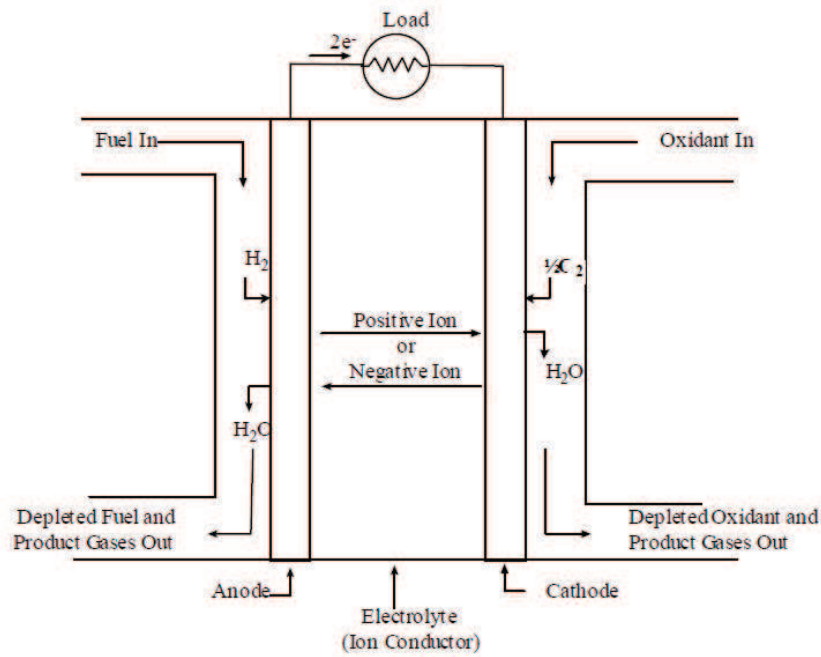 Load
2e-
Fuel In
Oxidant In
H₂
½O₂
Positive Ion
or
Negative Ion
H₂O
H₂O
Depleted Fuel and
Product Gases Out
Depleted Oxidant and
Product Gases Out
Anode
Cathode
Electrolyte
(Ion Conductor)